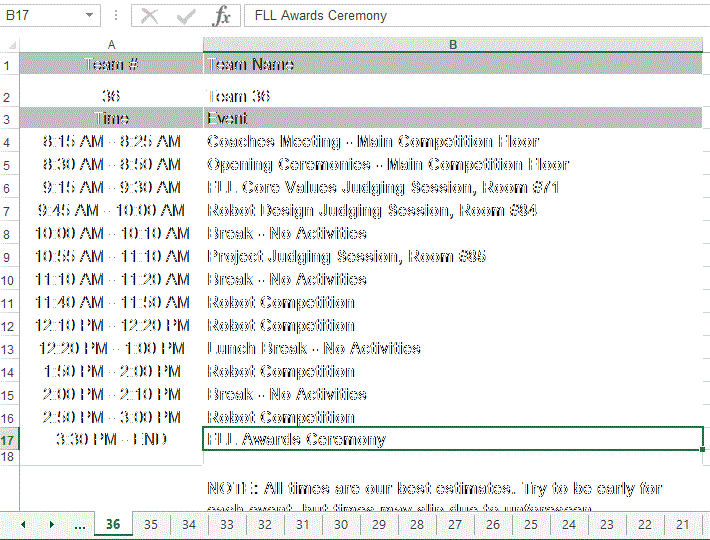 B17 FLL Awards Ceremony
A B
1 Team # Team Name
2 36 Team 36
3 Time Event
4 8:15 AM - 8:25 AM Coaches Meeting - Main Competition Floor
5 8:30 AM - 8:50 AM Opening Ceremonies - Main Competition Floor
6 9:15 AM - 9:30 AM FLL Core Values Judging Session, Room
7 9:45 AM - 10:00 AM Robot Design Judging Session, Room
8 10:00 AM - 10:10 AM Break - No Activities
9 10:55 AM - 11:10 AM Project Judging Session, Room
10 11:10 AM - 11:20 AM Break - No Activities
11 11:40 AM - 11:50 AM Robot Competition
12 12:10 PM - 12:20 PM Robot Competition
13 12:20 PM - 1:00 PM Lunch Break - No Activities
14 1:50 PM - 2:00 PM Robot Competition
15 2:00 PM - 2:10 PM Break - No Activities
16 2:50 PM - 3:00 PM Robot Competition
17 3:30 PM - END FLL Awards Ceremony
18
NOTE: All times are our best estimates. Try to be early for
each event, but times may slip due to unforeseen
... 36 35 34 33 32 31 30 29 28 27 26 25 24 23 22 21